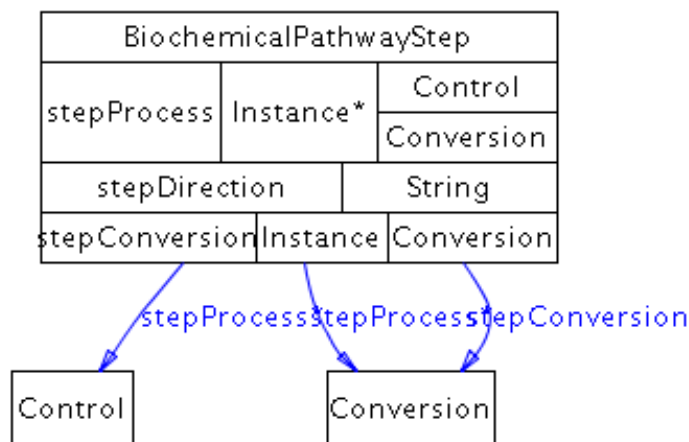 BiochemicalPathwayStep
stepProcess Instance* Control
Conversion
stepDirection String
stepConversion Instance Conversion
stepProcess* stepProcess* stepConversion
Control Conversion